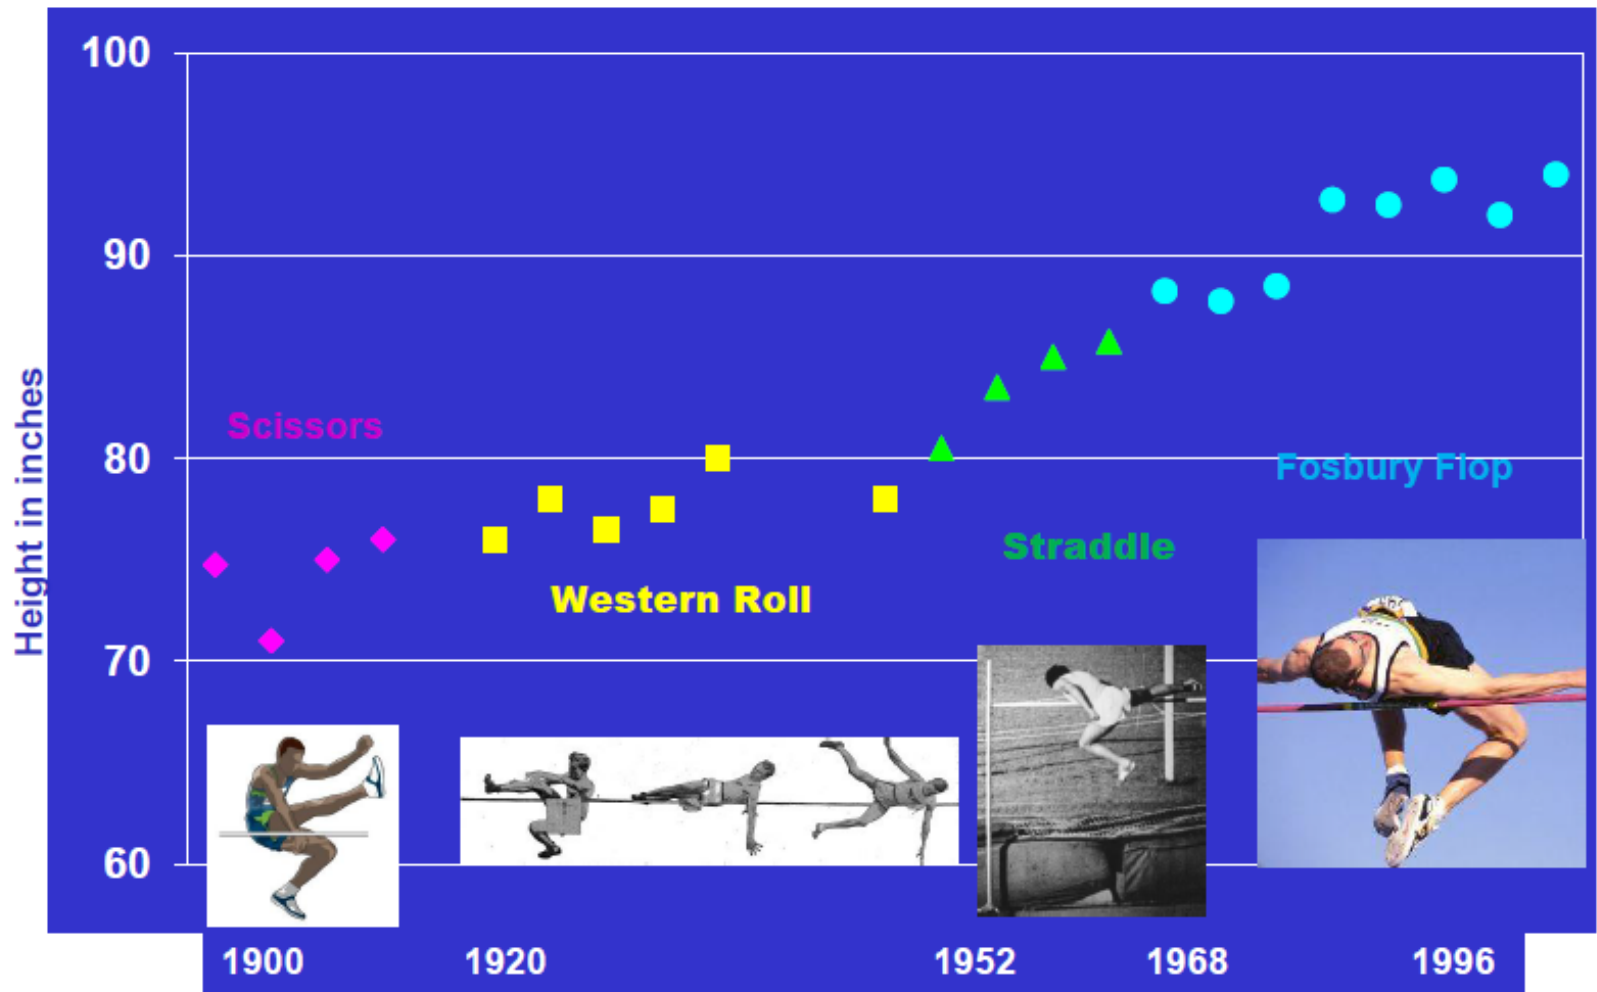 100
90
80
70
60
Height in inches
Scissors
Western Roll
Straddle
Fosbury Flop
1900 1920 1952 1968 1996